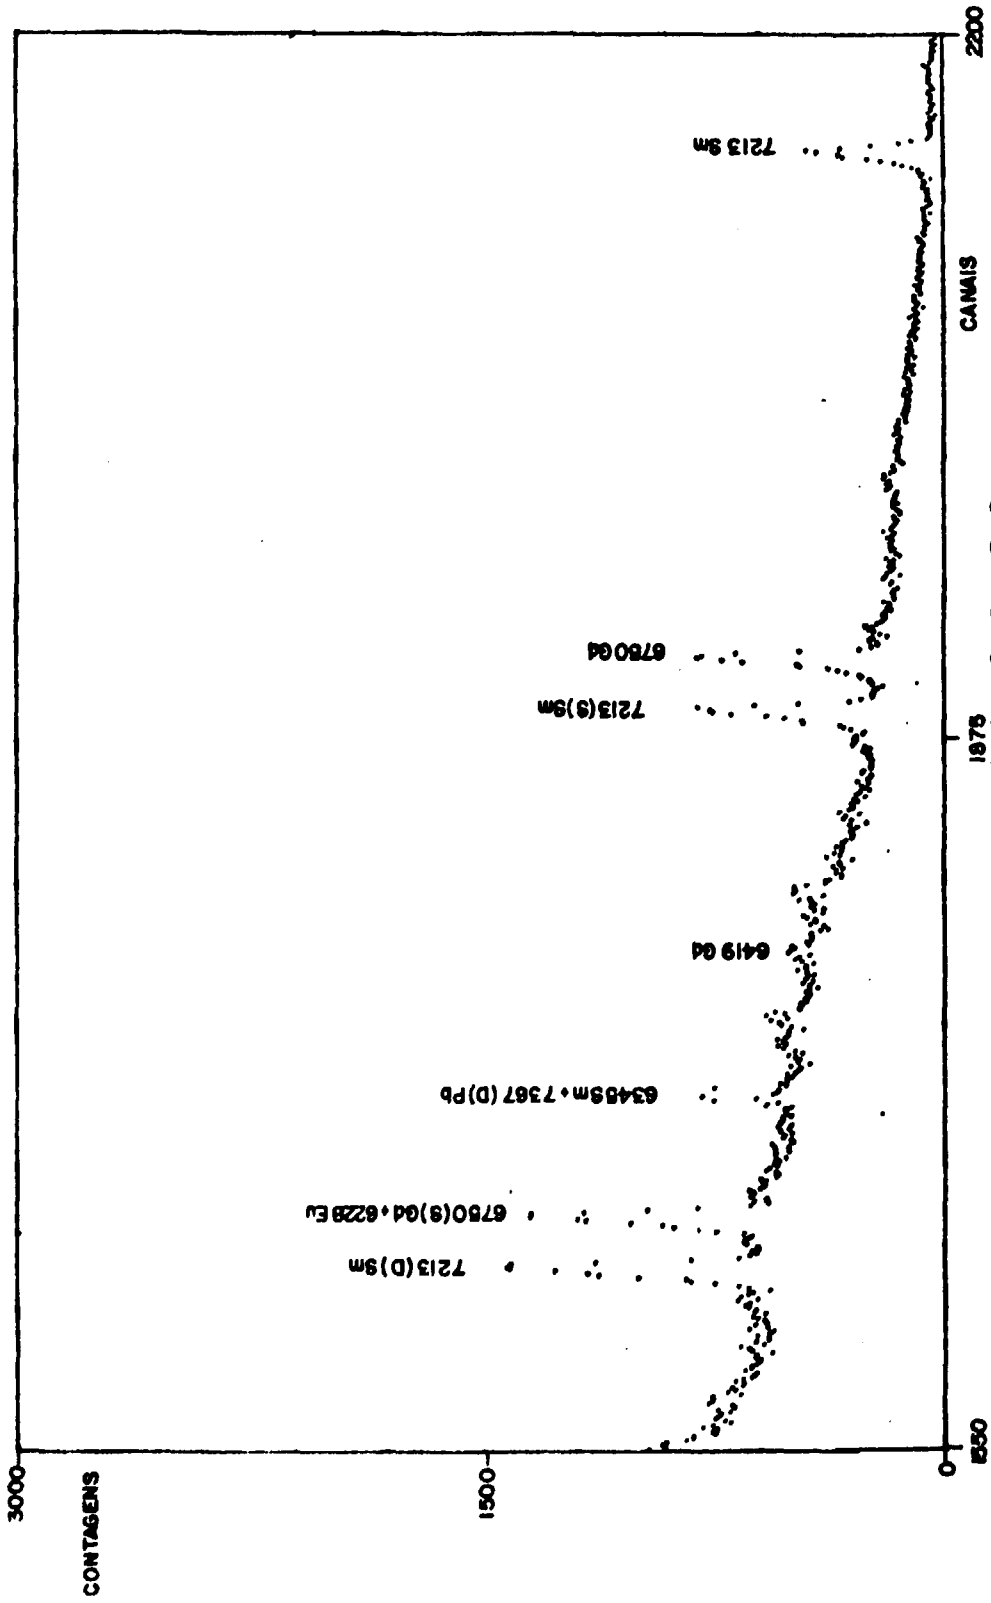 CONTAGENS
3000
1500
0
1550
1875
2200
CANAIS
7213(D)Sm
6750(S)Gd+6229Eu
6345Sm+7367(D)Pb
6419Gd
7213(S)Sm
6750Gd
7213Sm